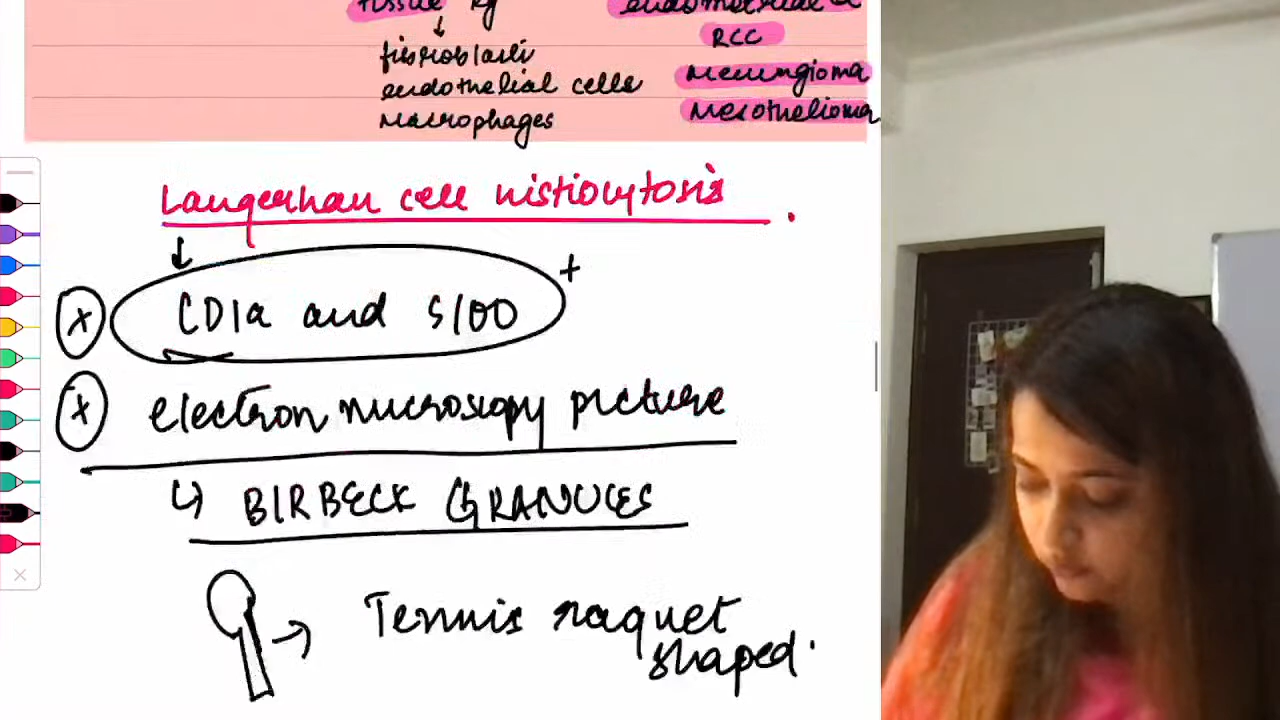 tissue
RCC
fibroblasts
endothelial cells
Meningioma
Macrophages
Mesothelioma
Langerhan cell histiocytosis
+
x CD1a and S100
x electron microscopy picture
BIRBECK GRANULES
Tennis raquet
shaped.